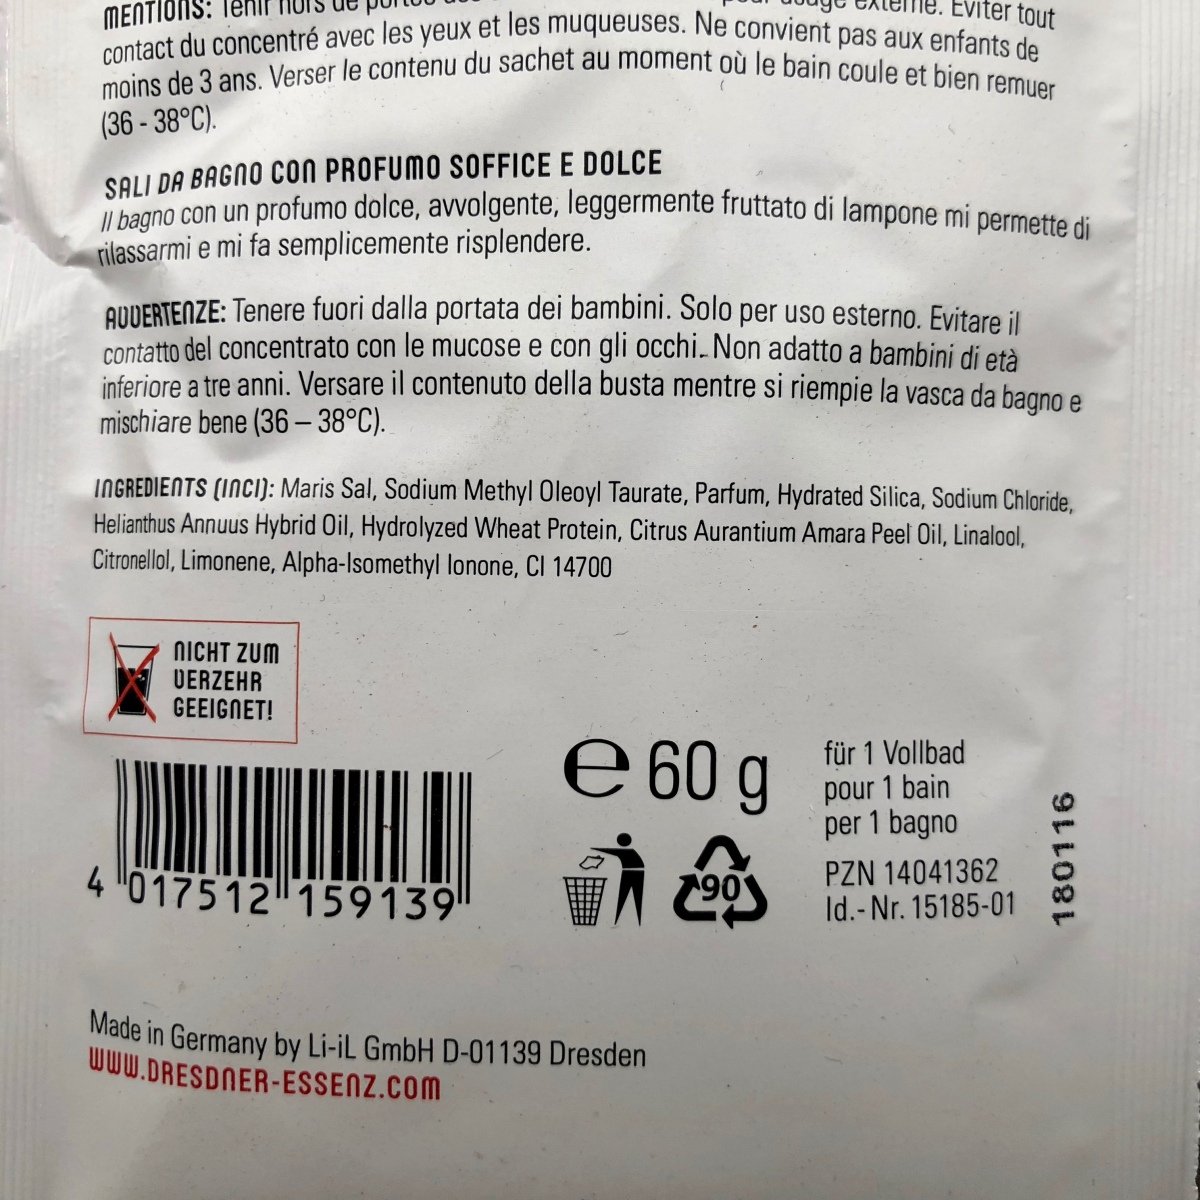 MENTIONS: Tenir hors de
usage externe. Éviter tout
contact du concentré avec les yeux et les muqueuses. Ne convient pas aux enfants de
moins de 3 ans. Verser le contenu du sachet au moment où le bain coule et bien remuer
(36 - 38°C).
SALI DA BAGNO CON PROFUMO SOFFICE E DOLCE
Il bagno con un profumo dolce, avvolgente, leggermente fruttato di lampone mi permette di
rilassarmi e mi fa semplicemente risplendere.
AVVERTENZE: Tenere fuori dalla portata dei bambini. Solo per uso esterno. Evitare il
contatto del concentrato con le mucose e con gli occhi. Non adatto a bambini di età
inferiore a tre anni. Versare il contenuto della busta mentre si riempie la vasca da bagno e
mischiare bene (36 – 38°C).
INGREDIENTS (INCI): Maris Sal, Sodium Methyl Oleoyl Taurate, Parfum, Hydrated Silica, Sodium Chloride,
Helianthus Annuus Hybrid Oil, Hydrolyzed Wheat Protein, Citrus Aurantium Amara Peel Oil, Linalool,
Citronellol, Limonene, Alpha-Isomethyl Ionone, CI 14700
NICHT ZUM
VERZEHR
GEEIGNET!
4 017512 159139
℮ 60 g
90
für 1 Vollbad
pour 1 bain
per 1 bagno
PZN 14041362
Id.-Nr. 15185-01
180116
Made in Germany by Li-iL GmbH D-01139 Dresden
WWW.DRESDNER-ESSENZ.COM